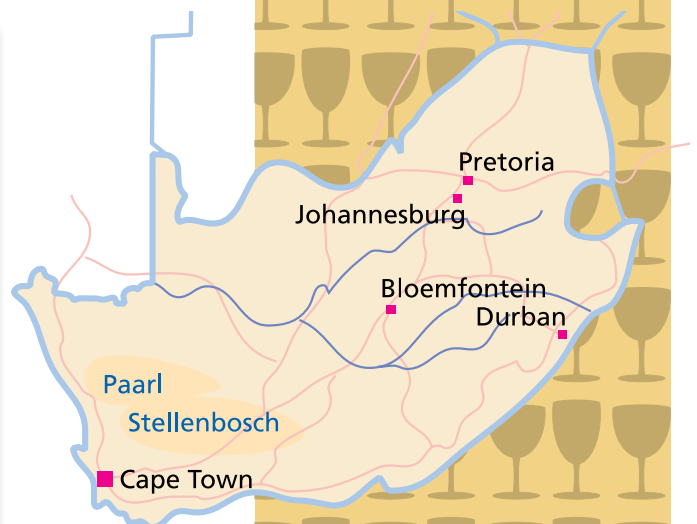 Pretoria
Johannesburg
Bloemfontein
Durban
Paarl
Stellenbosch
Cape Town